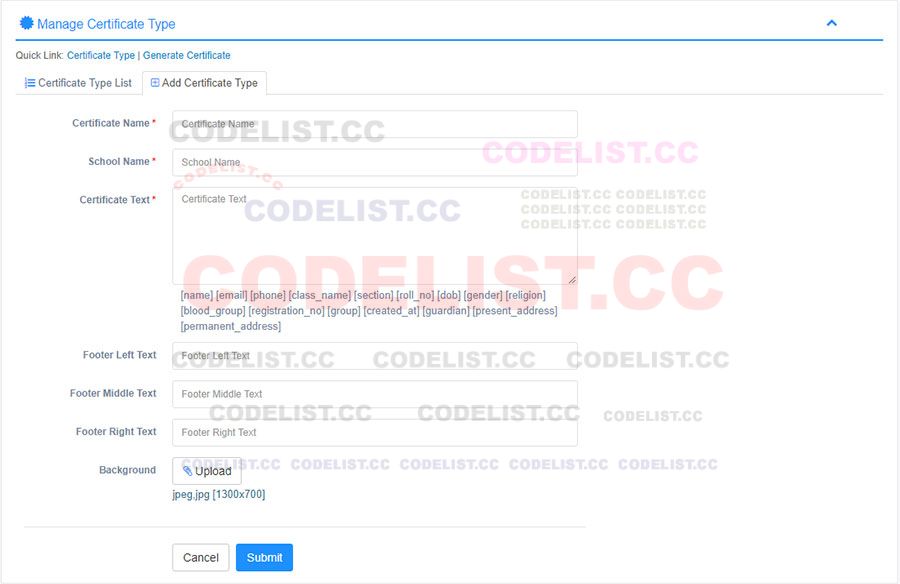 Manage Certificate Type
Quick Link: Certificate Type | Generate Certificate
Certificate Type List Add Certificate Type
Certificate Name * Certificate Name
CODELIST.CC
CODELIST.CC
School Name * School Name
CODELIST.CC
Certificate Text * Certificate Text
CODELIST.CC CODELIST.CC
CODELIST.CC CODELIST.CC
CODELIST.CC CODELIST.CC
CODELIST.CC
CODELIST.CC
[name] [email] [phone] [class_name] [section] [roll_no] [dob] [gender] [religion]
[blood_group] [registration_no] [group] [created_at] [guardian] [present_address]
[permanent_address]
Footer Left Text Footer Left Text
CODELIST.CC CODELIST.CC CODELIST.CC
Footer Middle Text Footer Middle Text
CODELIST.CC CODELIST.CC CODELIST.CC
Footer Right Text Footer Right Text
Background Upload
CODELIST.CC CODELIST.CC CODELIST.CC CODELIST.CC CODELIST.CC
jpeg,jpg [1300x700]
Cancel Submit